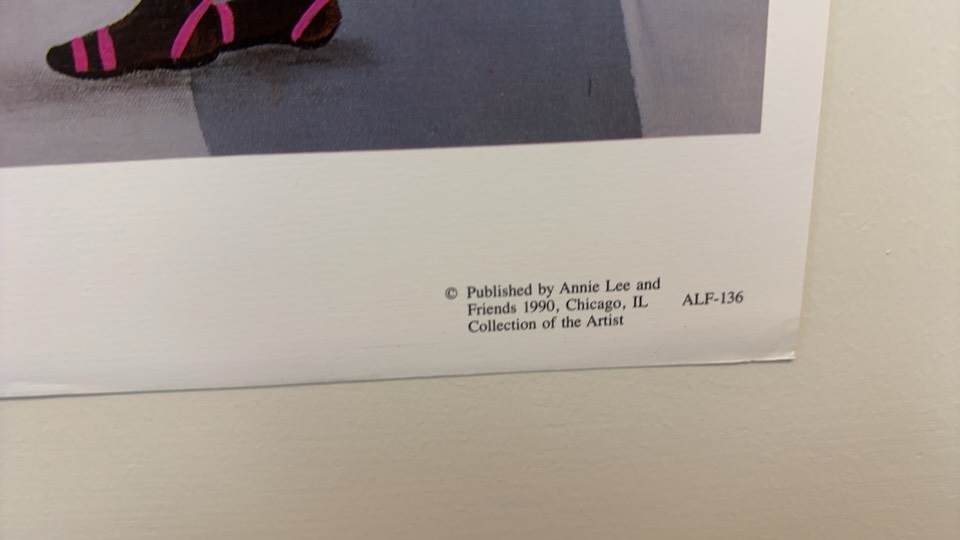 © Published by Annie Lee and
Friends 1990, Chicago, IL
Collection of the Artist
ALF-136